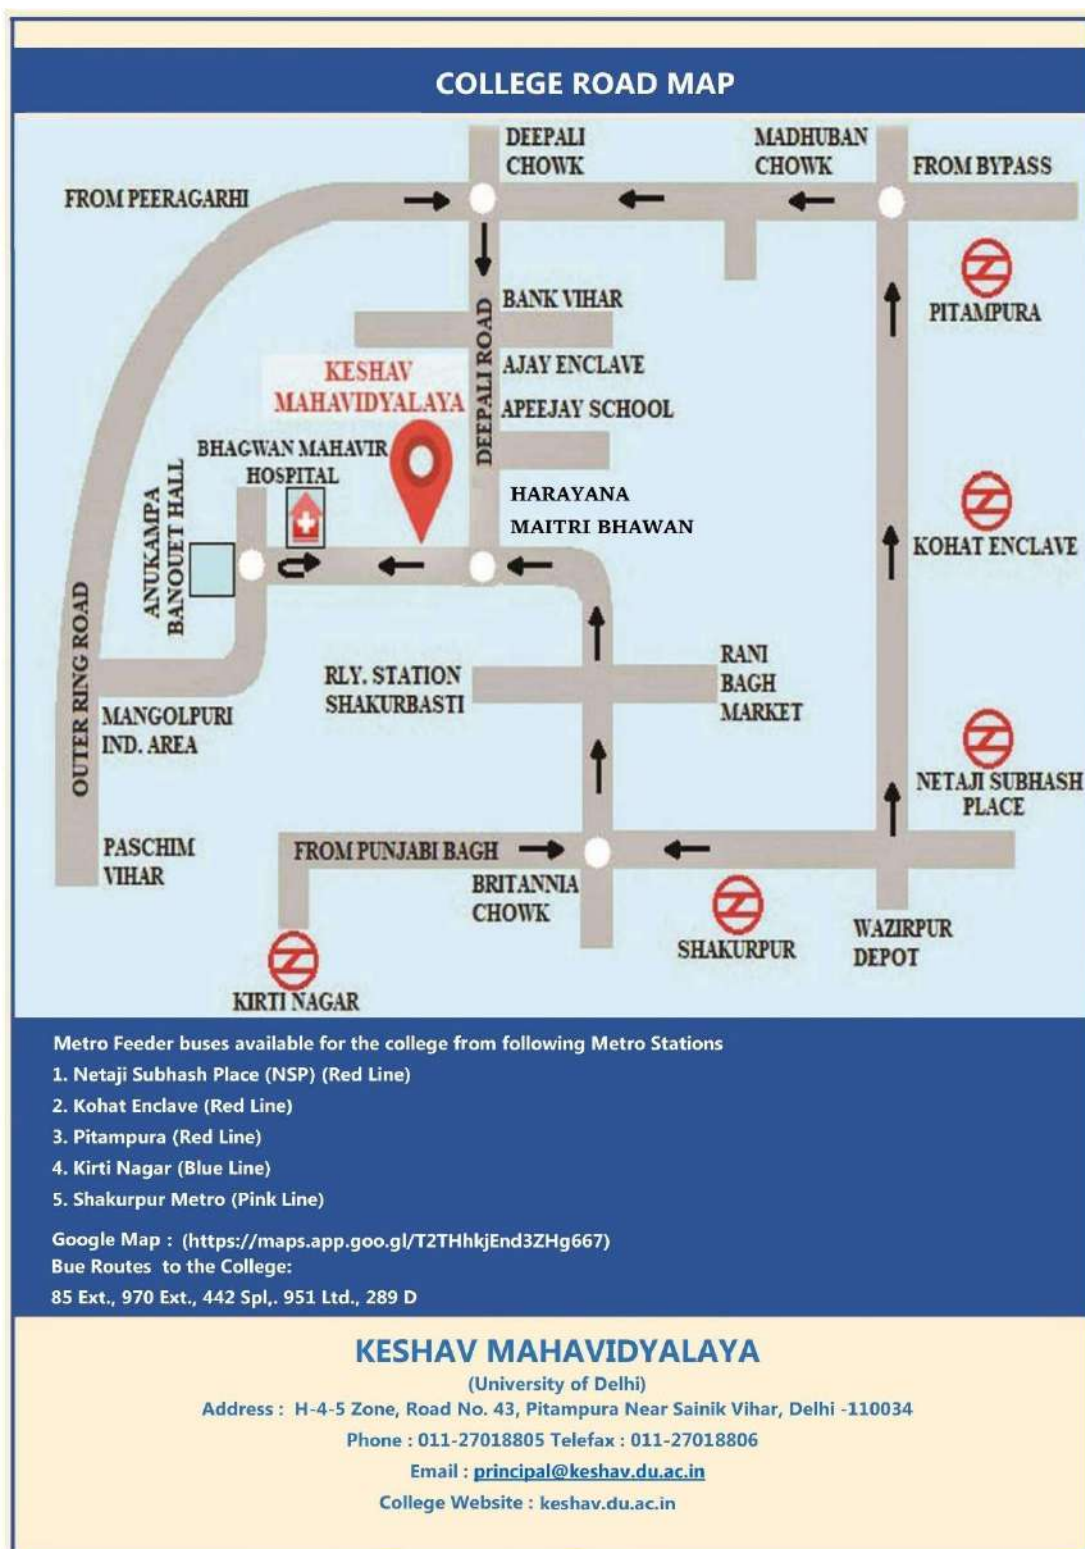 COLLEGE ROAD MAP
DEEPALI
CHOWK
MADHUBAN
CHOWK
FROM BYPASS
FROM PEERAGARHI
PITAMPURA
BANK VIHAR
DEEPALI ROAD
AJAY ENCLAVE
KESHAV
MAHAVIDYALAYA
APEEJAY SCHOOL
BHAGWAN MAHAVIR
HOSPITAL
HARAYANA
MAITRI BHAWAN
KOHAT ENCLAVE
ANUKAMPA
BANOUET HALL
OUTER RING ROAD
RLY. STATION
SHAKURBASTI
RANI
BAGH
MARKET
MANGOLPURI
IND. AREA
NETAJI SUBHASH
PLACE
PASCHIM
VIHAR
FROM PUNJABI BAGH
BRITANNIA
CHOWK
SHAKURPUR
WAZIRPUR
DEPOT
KIRTI NAGAR
Metro Feeder buses available for the college from following Metro Stations
1. Netaji Subhash Place (NSP) (Red Line)
2. Kohat Enclave (Red Line)
3. Pitampura (Red Line)
4. Kirti Nagar (Blue Line)
5. Shakurpur Metro (Pink Line)
Google Map : (https://maps.app.goo.gl/T2THhkjEnd3ZHg667)
Bue Routes to the College:
85 Ext., 970 Ext., 442 Spl,. 951 Ltd., 289 D
KESHAV MAHAVIDYALAYA
(University of Delhi)
Address : H-4-5 Zone, Road No. 43, Pitampura Near Sainik Vihar, Delhi -110034
Phone : 011-27018805 Telefax : 011-27018806
Email : principal@keshav.du.ac.in
College Website : keshav.du.ac.in